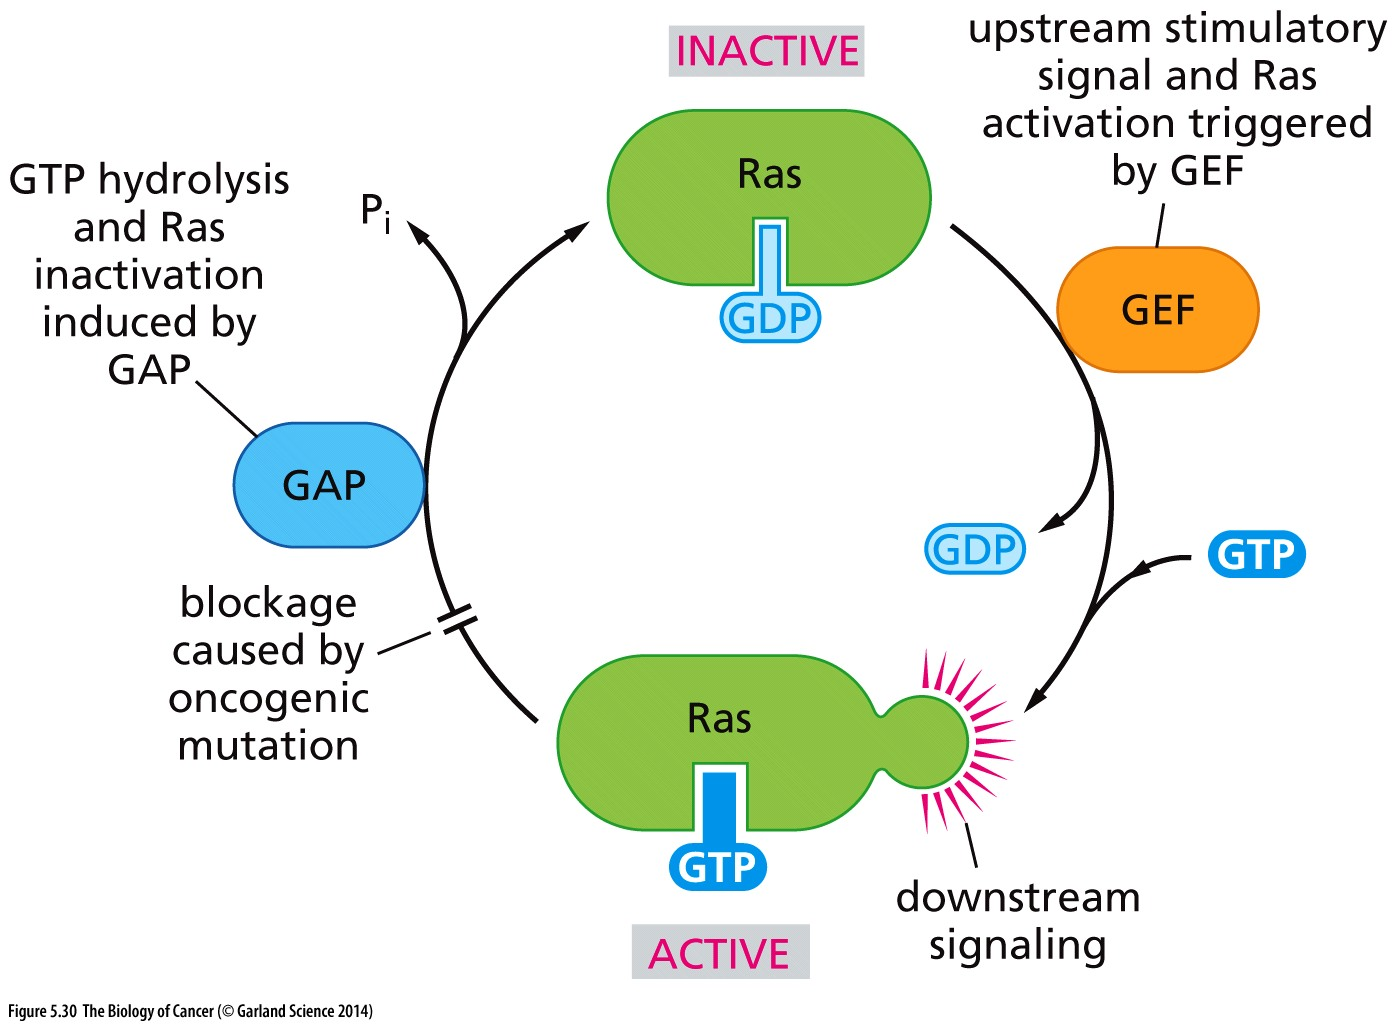 INACTIVE
upstream stimulatory
signal and Ras
activation triggered
by GEF
Ras
GDP
GTP hydrolysis
and Ras
inactivation
induced by
GAP
Pi
GEF
GAP
GDP
GTP
blockage
caused by
oncogenic
mutation
Ras
GTP
downstream
signaling
ACTIVE
Figure 5.30 The Biology of Cancer (© Garland Science 2014)